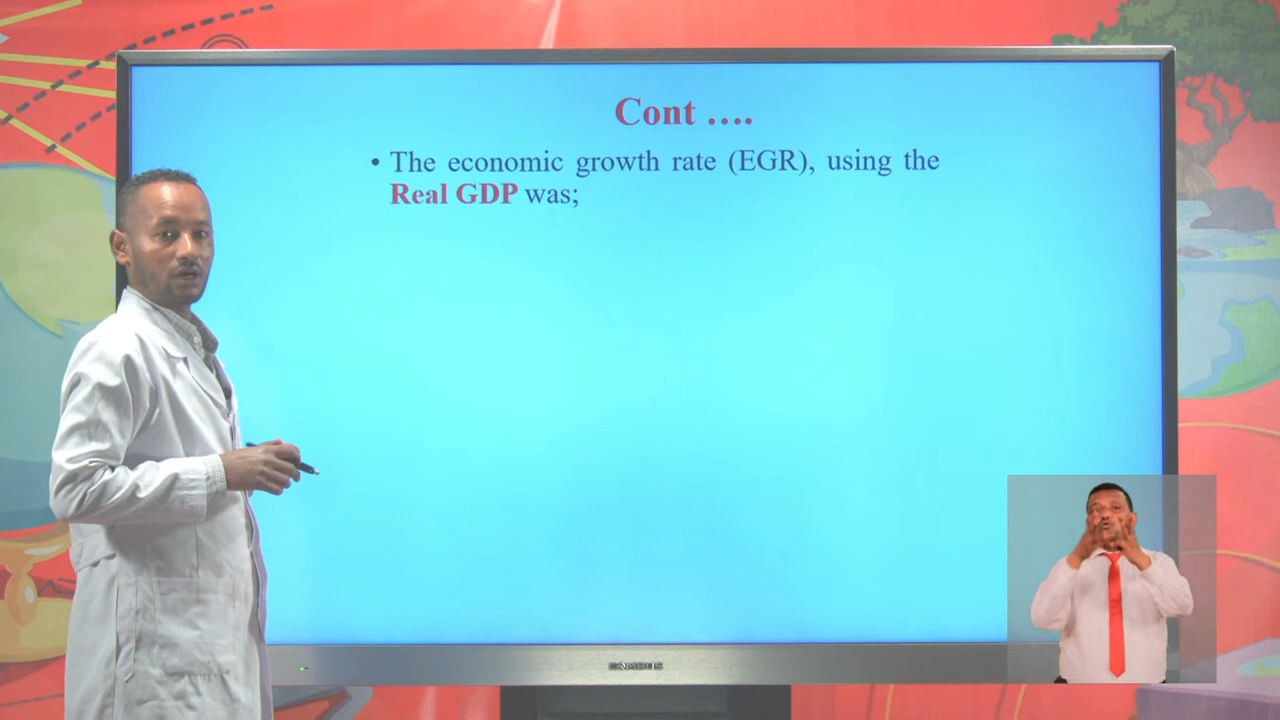 Cont ....
• The economic growth rate (EGR), using the
Real GDP was;